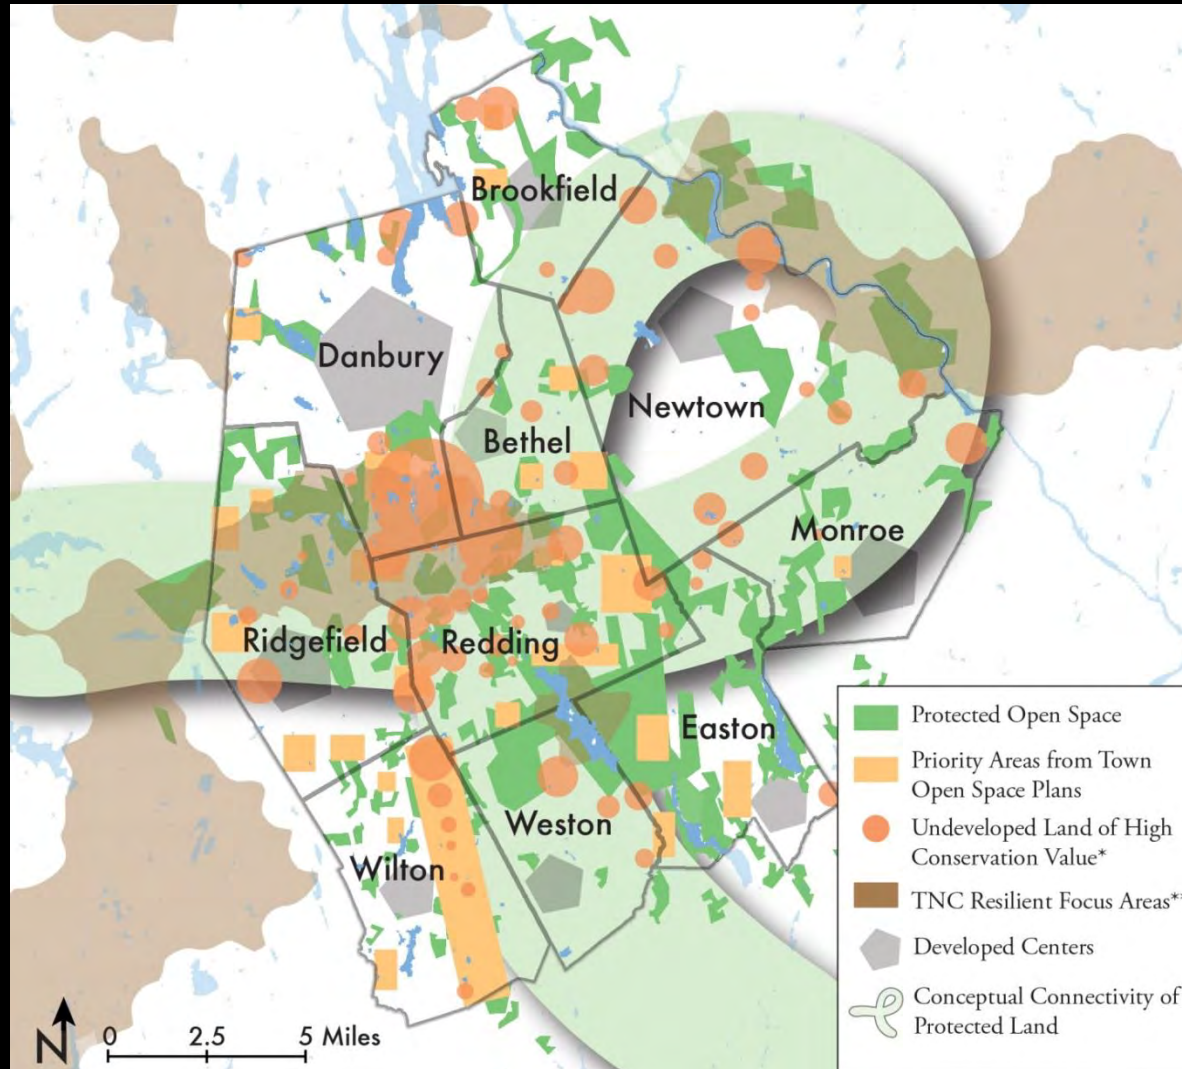 Brookfield
Danbury
Newtown
Bethel
Monroe
Ridgefield
Redding
Easton
Weston
Wilton
Protected Open Space
Priority Areas from Town
Open Space Plans
Undeveloped Land of High
Conservation Value*
TNC Resilient Focus Areas**
Developed Centers
Conceptual Connectivity of
Protected Land
N
0 2.5 5 Miles